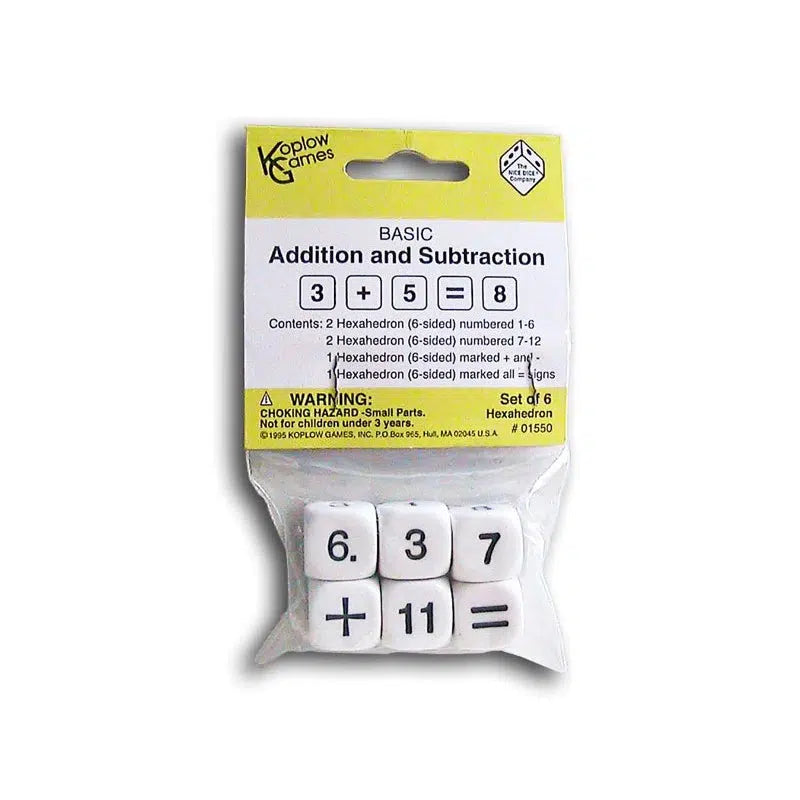 Koplow
Games
The
NICE DICE
Company
BASIC
Addition and Subtraction
3 + 5 = 8
Contents: 2 Hexahedron (6-sided) numbered 1-6
2 Hexahedron (6-sided) numbered 7-12
1 Hexahedron (6-sided) marked + and -
1 Hexahedron (6-sided) marked all = signs
WARNING:
CHOKING HAZARD -Small Parts.
Not for children under 3 years.
©1995 KOPLOW GAMES, INC. P.O.Box 965, Hull, MA 02045 U.S.A.
Set of 6
Hexahedron
# 01550
6. 3 7
+ 11 =